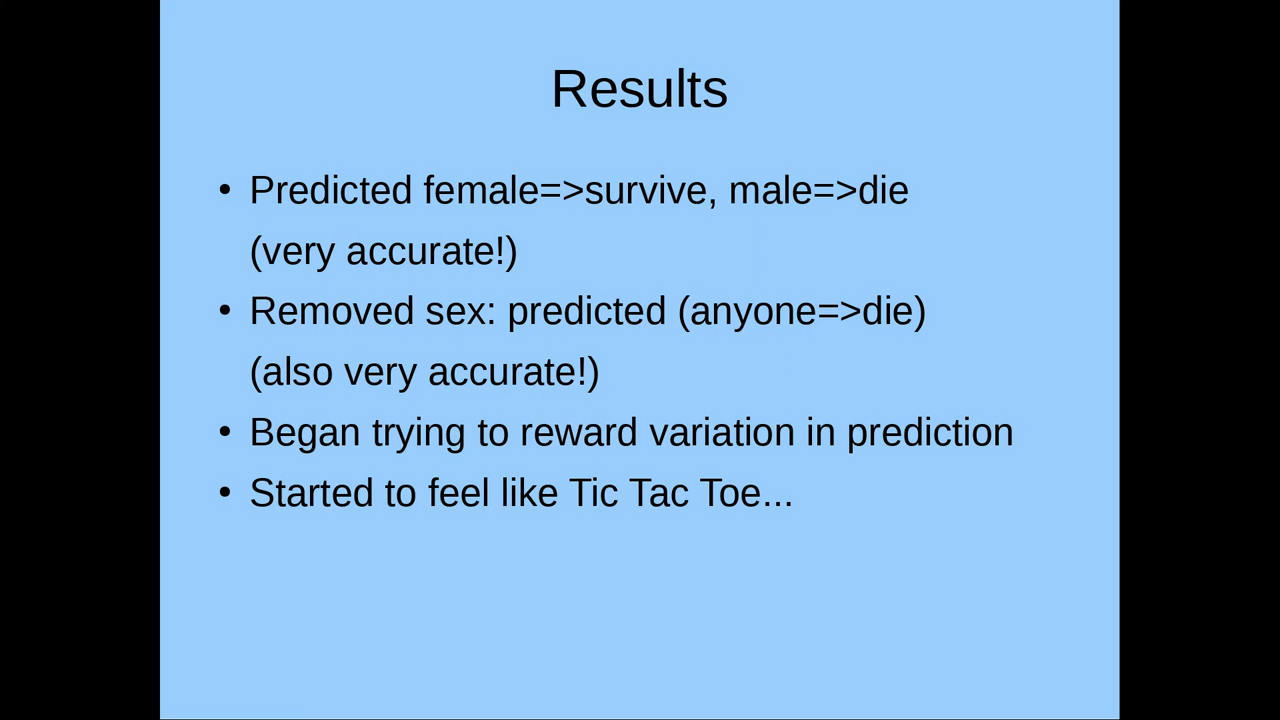 Results
• Predicted female=>survive, male=>die
(very accurate!)
• Removed sex: predicted (anyone=>die)
(also very accurate!)
• Began trying to reward variation in prediction
• Started to feel like Tic Tac Toe...